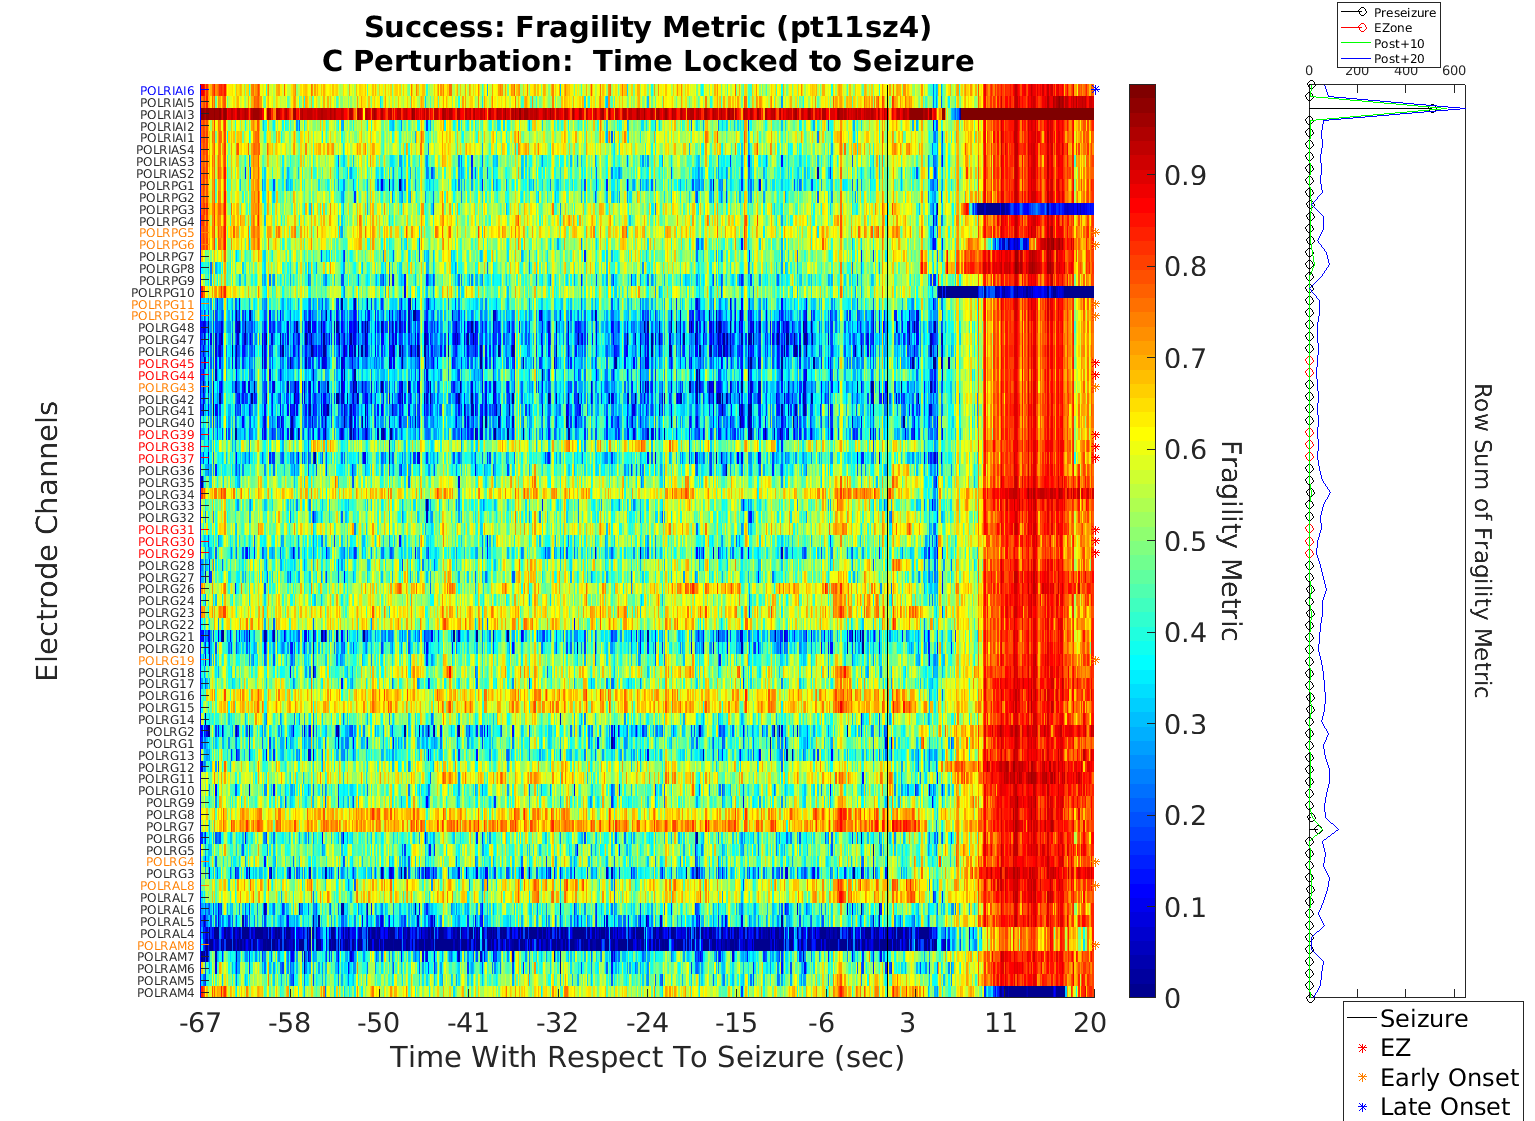 Success: Fragility Metric (pt11sz4)
C Perturbation:  Time Locked to Seizure
Electrode Channels
POLRIAI6
POLRIAI5
POLRIAI3
POLRIAI2
POLRIAI1
POLRIAS4
POLRIAS3
POLRIAS2
POLRPG1
POLRPG2
POLRPG3
POLRPG4
POLRPG5
POLRPG6
POLRPG7
POLRGP8
POLRPG9
POLRPG10
POLRPG11
POLRPG12
POLRG48
POLRG47
POLRG46
POLRG45
POLRG44
POLRG43
POLRG42
POLRG41
POLRG40
POLRG39
POLRG38
POLRG37
POLRG36
POLRG35
POLRG34
POLRG33
POLRG32
POLRG31
POLRG30
POLRG29
POLRG28
POLRG27
POLRG26
POLRG24
POLRG23
POLRG22
POLRG21
POLRG20
POLRG19
POLRG18
POLRG17
POLRG16
POLRG15
POLRG14
POLRG2
POLRG1
POLRG13
POLRG12
POLRG11
POLRG10
POLRG9
POLRG8
POLRG7
POLRG6
POLRG5
POLRG4
POLRG3
POLRAL8
POLRAL7
POLRAL6
POLRAL5
POLRAL4
POLRAM8
POLRAM7
POLRAM6
POLRAM5
POLRAM4
-67 -58 -50 -41 -32 -24 -15 -6 3 11 20
Time With Respect To Seizure (sec)
0.9
0.8
0.7
0.6
0.5
0.4
0.3
0.2
0.1
0
Fragility Metric
Preseizure
EZone
Post+10
Post+20
0 200 400 600
Row Sum of Fragility Metric
Seizure
EZ
Early Onset
Late Onset